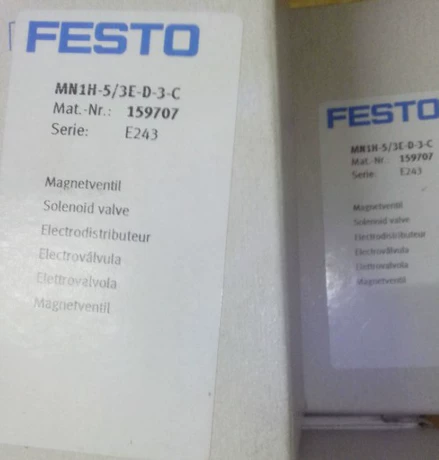 FESTO
MN1H-5/3E-D-3-C
Mat.-Nr.: 159707
Serie: E243
Magnetventil
Solenoid valve
Electrodistributeur
Electroválvula
Elettrovalvola
Magnetventil
FESTO
MN1H-5/3E-D-3-C
Mat.-Nr. 159707
Serie: E243
Magnetventil
Solenoid valve
Electrodistributeur
Electroválvula
Elettrovalvola
Magnetventil